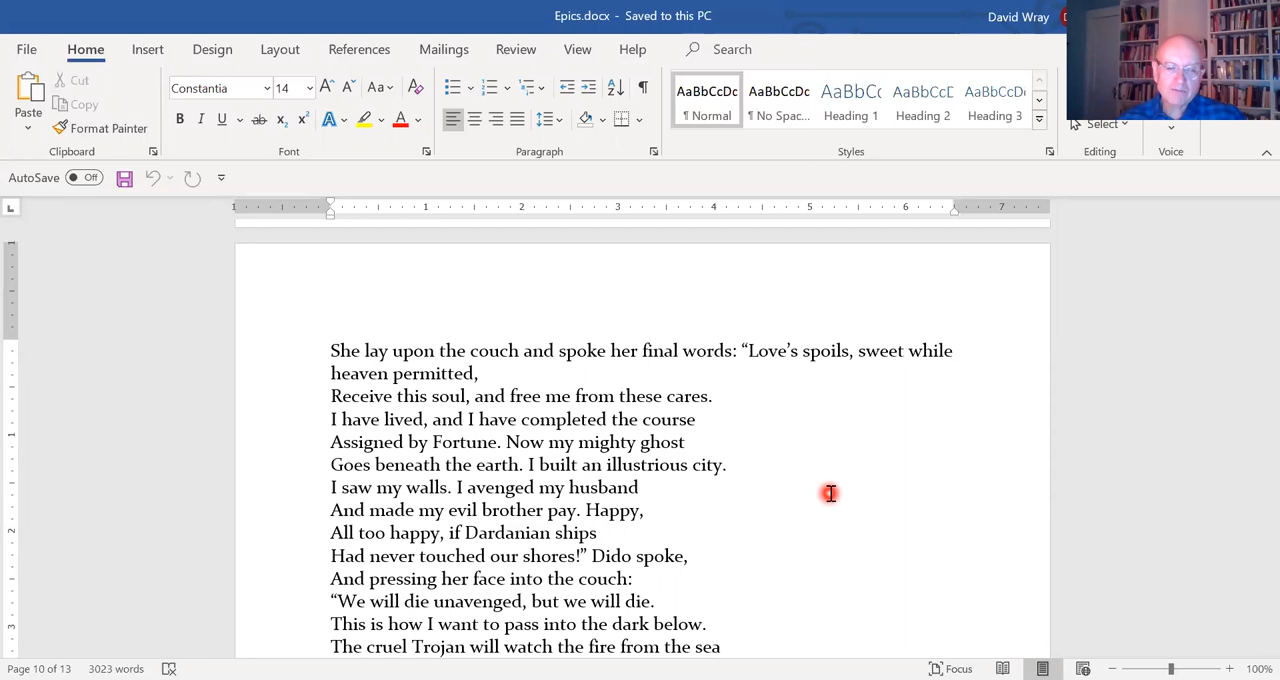 Epics.docx - Saved to this PC
David Wray
File Home Insert Design Layout References Mailings Review View Help Search
Paste
Cut
Copy
Format Painter
Constantia 14
AaBbCcDc AaBbCcDc AaBbCc AaBbCcD AaBbCcD
¶ Normal ¶ No Spac... Heading 1 Heading 2 Heading 3
Select
Clipboard Font Paragraph Styles Editing Voice
AutoSave Off
1 1 2 3 4 5 6 7
She lay upon the couch and spoke her final words: “Love’s spoils, sweet while
heaven permitted,
Receive this soul, and free me from these cares.
I have lived, and I have completed the course
Assigned by Fortune. Now my mighty ghost
Goes beneath the earth. I built an illustrious city.
I saw my walls. I avenged my husband
And made my evil brother pay. Happy,
All too happy, if Dardanian ships
Had never touched our shores!” Dido spoke,
And pressing her face into the couch:
“We will die unavenged, but we will die.
This is how I want to pass into the dark below.
The cruel Trojan will watch the fire from the sea
Page 10 of 13 3023 words Focus 100%